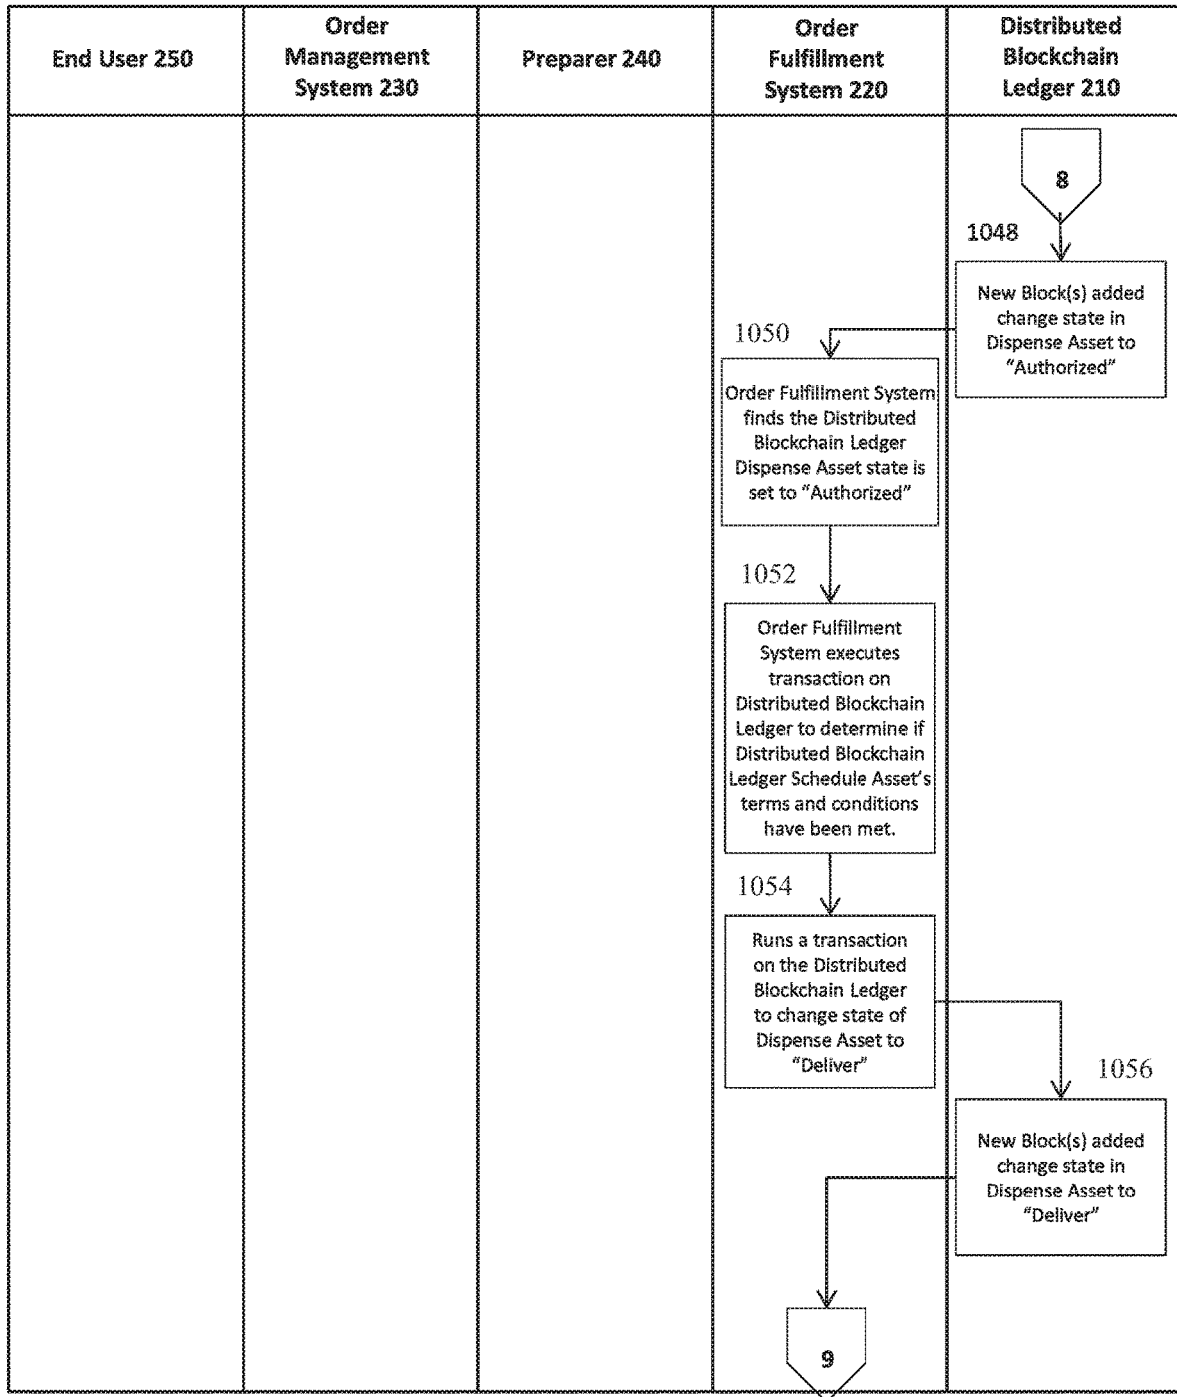 End User 250
Order
Management
System 230
Preparer 240
Order
Fulfillment
System 220
Distributed
Blockchain
Ledger 210
8
1048
New Block(s) added
change state in
Dispense Asset to
“Authorized”
1050
Order Fulfillment System
finds the Distributed
Blockchain Ledger
Dispense Asset state is
set to “Authorized”
1052
Order Fulfillment
System executes
transaction on
Distributed Blockchain
Ledger to determine if
Distributed Blockchain
Ledger Schedule Asset’s
terms and conditions
have been met.
1054
Runs a transaction
on the Distributed
Blockchain Ledger
to change state of
Dispense Asset to
“Deliver”
1056
New Block(s) added
change state in
Dispense Asset to
“Deliver”
9